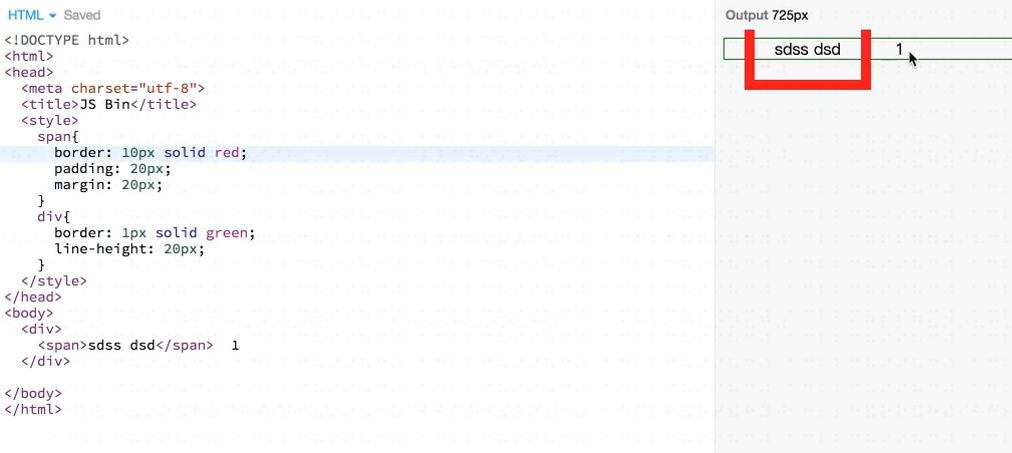 HTML Saved
<!DOCTYPE html>
<html>
<head>
  <meta charset="utf-8">
  <title>JS Bin</title>
  <style>
    span{
      border: 10px solid red;
      padding: 20px;
      margin: 20px;
    }
    div{
      border: 1px solid green;
      line-height: 20px;
    }
  </style>
</head>
<body>
  <div>
    <span>sdss dsd</span>  1
  </div>

</body>
</html>
Output 725px
sdss dsd 1